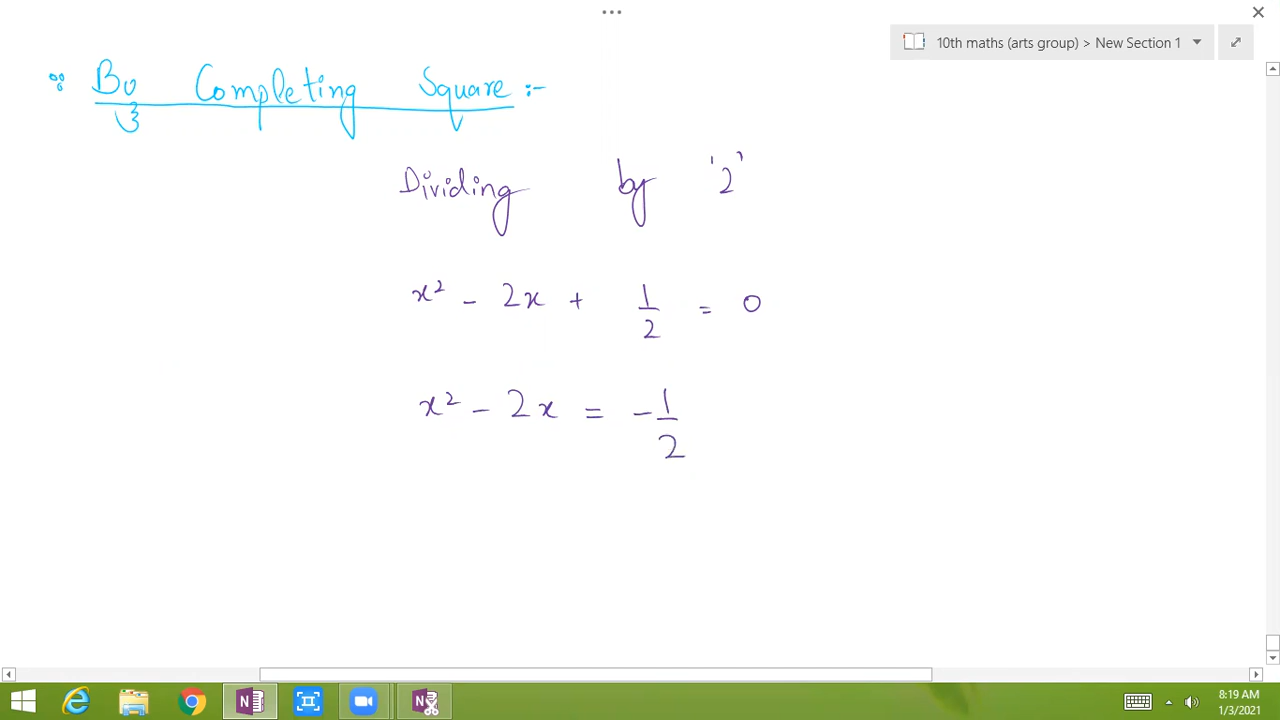 10th maths (arts group) > New Section 1
By Completing Square :-
Dividing by '2'
x² - 2x + 1/2 = 0
x² - 2x = -1/2
8:19 AM
1/3/2021